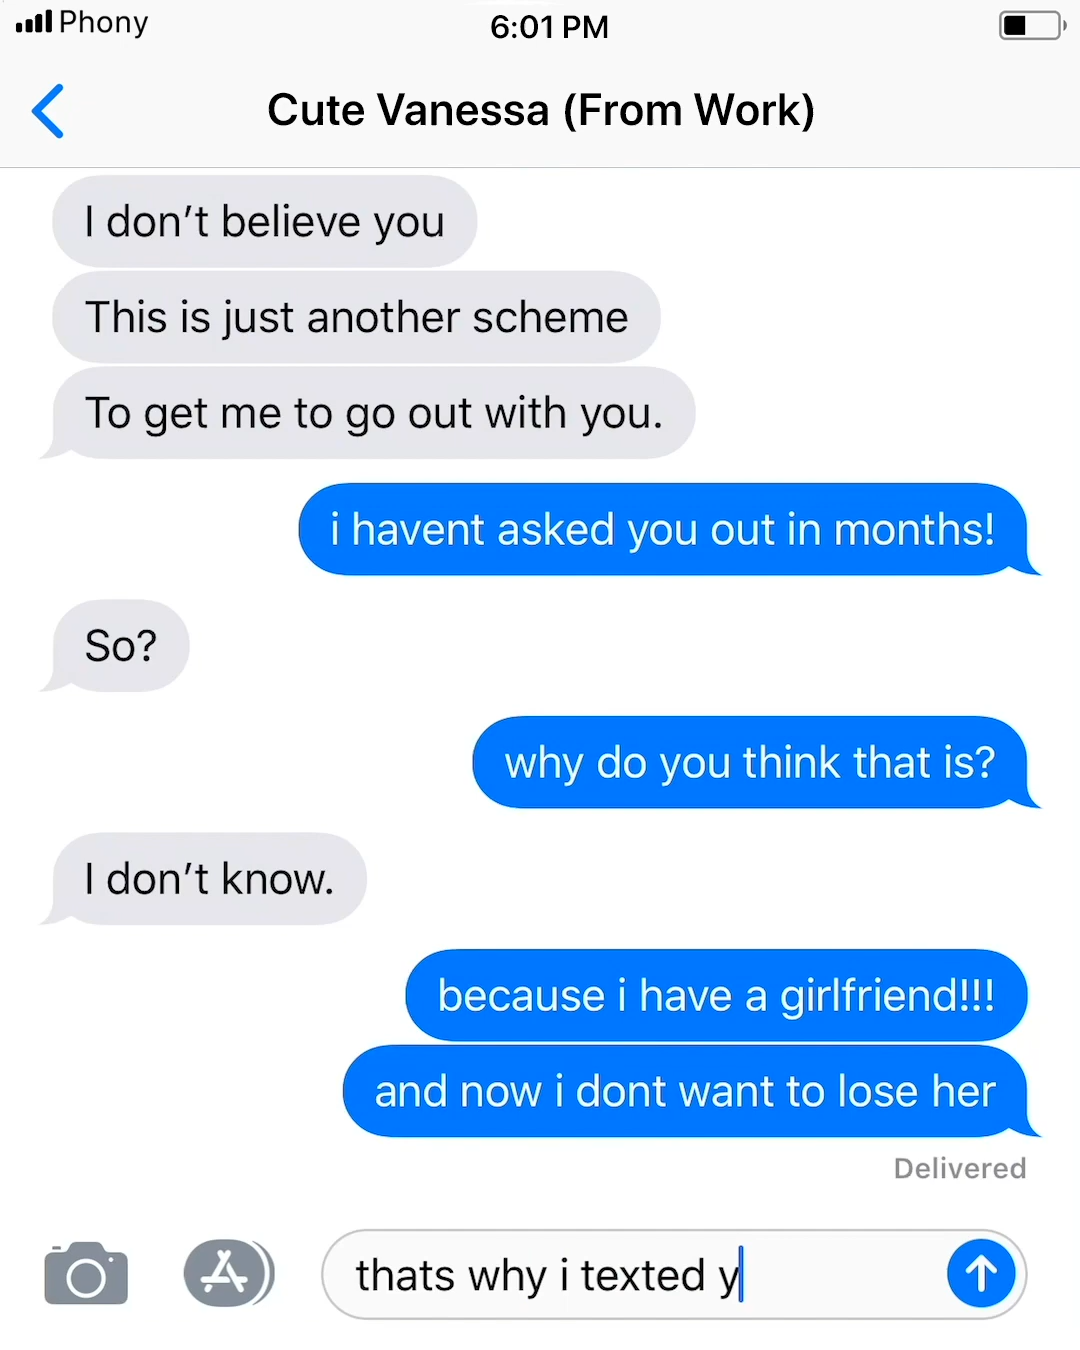 Phony
6:01 PM
Cute Vanessa (From Work)
I don’t believe you
This is just another scheme
To get me to go out with you.
i havent asked you out in months!
So?
why do you think that is?
I don’t know.
because i have a girlfriend!!!
and now i dont want to lose her
Delivered
thats why i texted y